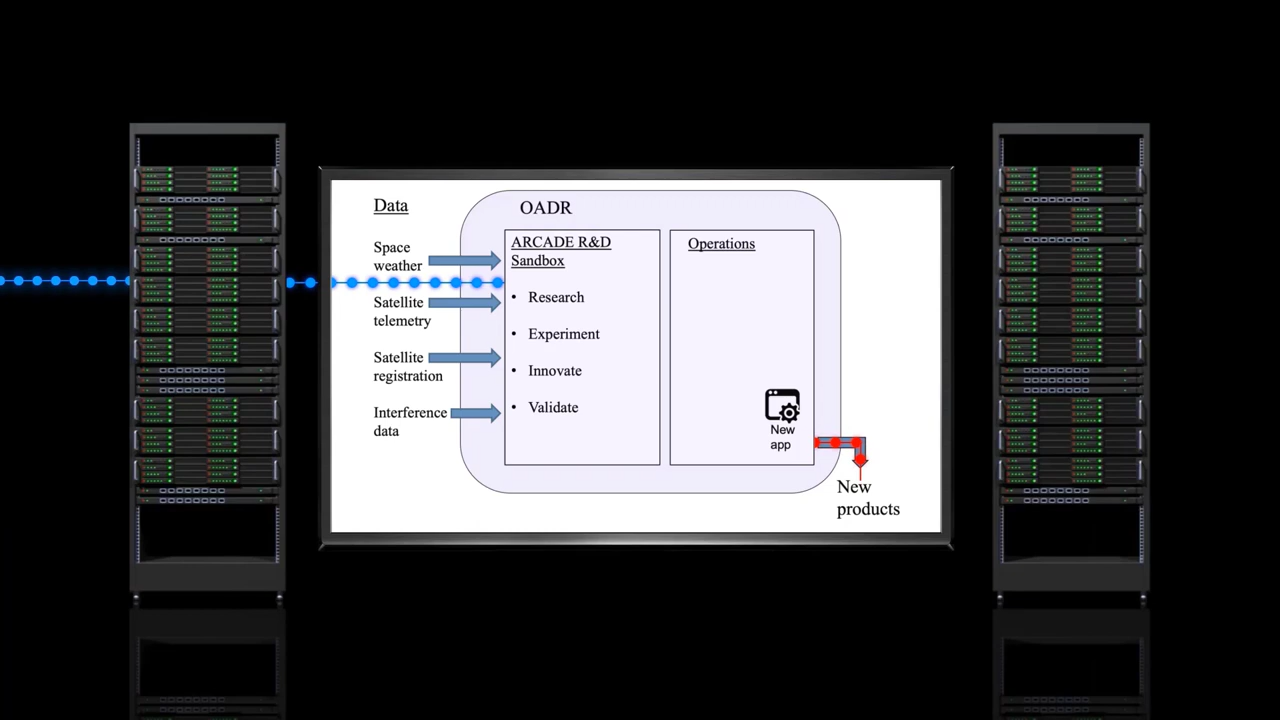 Data
Space
weather
Satellite
telemetry
Satellite
registration
Interference
data
OADR
ARCADE R&D
Sandbox
• Research
• Experiment
• Innovate
• Validate
Operations
New
app
New
products